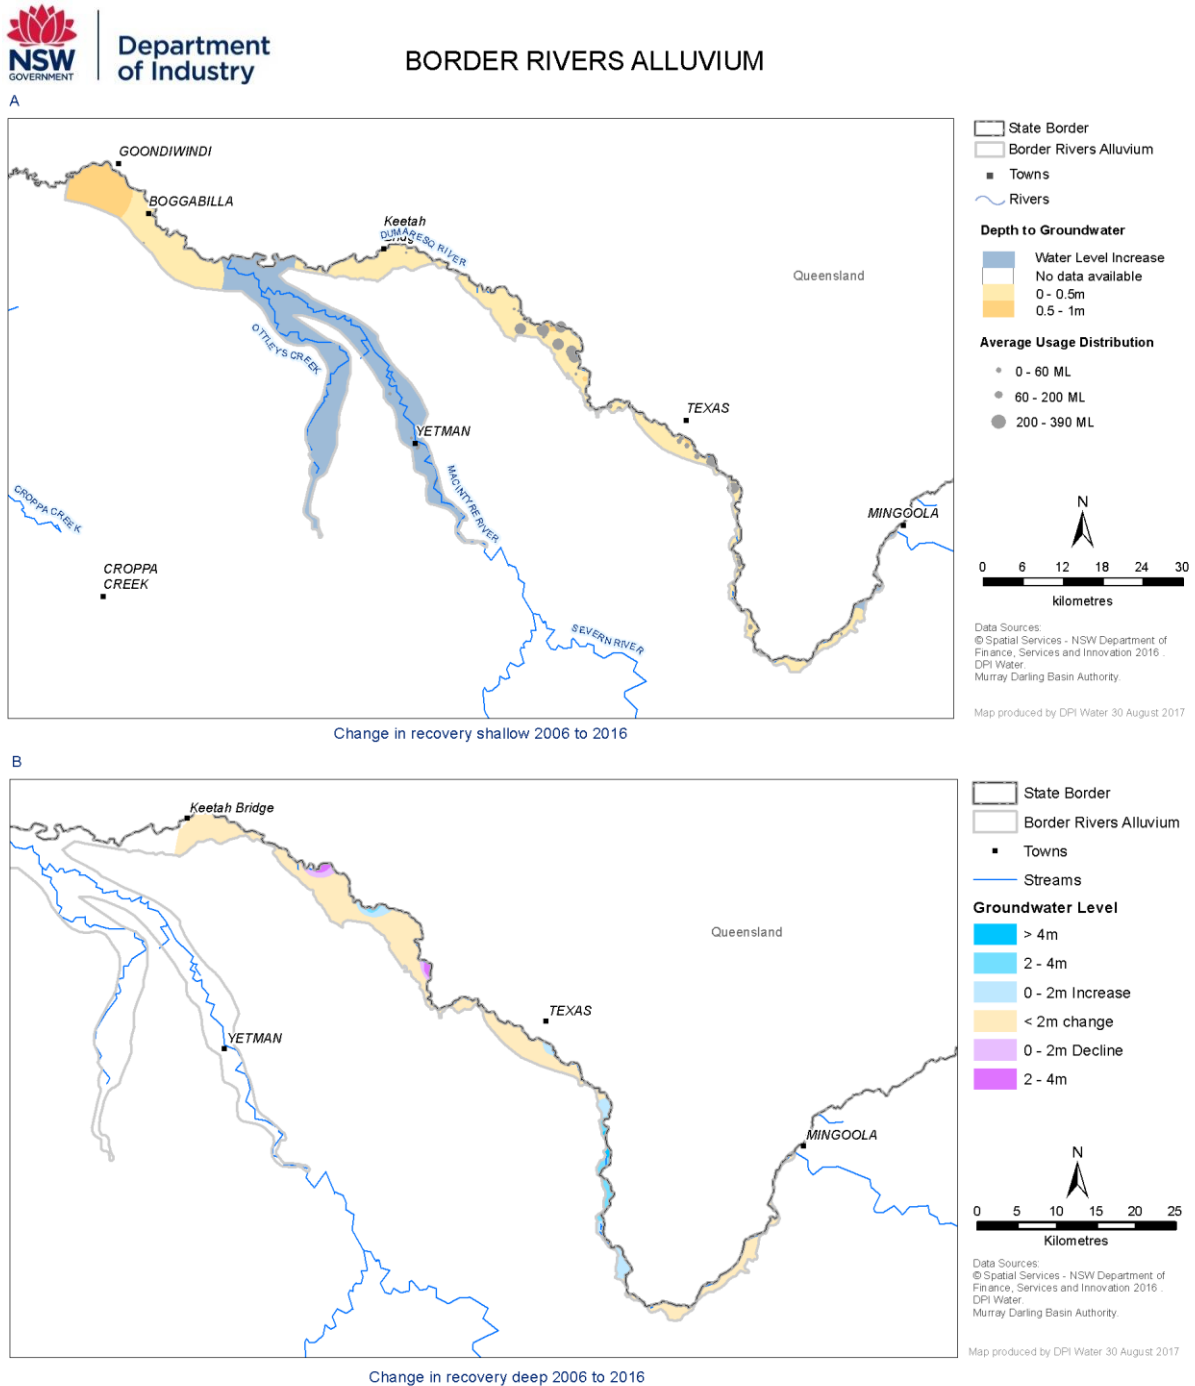 NSW
GOVERNMENT
Department
of Industry
BORDER RIVERS ALLUVIUM
A
GOONDIWINDI
BOGGABILLA
Keetah
DUMARESQ RIVER
Queensland
OTTLEYS CREEK
TEXAS
YETMAN
MACINTYRE RIVER
CROPPA CREEK
MINGOOLA
CROPPA
CREEK
SEVERN RIVER
State Border
Border Rivers Alluvium
Towns
Rivers
Depth to Groundwater
Water Level Increase
No data available
0 - 0.5m
0.5 - 1m
Average Usage Distribution
0 - 60 ML
60 - 200 ML
200 - 390 ML
N
0 6 12 18 24 30
kilometres
Data Sources:
© Spatial Services - NSW Department of
Finance, Services and Innovation 2016 .
DPI Water.
Murray Darling Basin Authority.
Map produced by DPI Water 30 August 2017
Change in recovery shallow 2006 to 2016
B
Keetah Bridge
Queensland
TEXAS
YETMAN
MINGOOLA
State Border
Border Rivers Alluvium
Towns
Streams
Groundwater Level
> 4m
2 - 4m
0 - 2m Increase
< 2m change
0 - 2m Decline
2 - 4m
N
0 5 10 15 20 25
Kilometres
Data Sources:
© Spatial Services - NSW Department of
Finance, Services and Innovation 2016 .
DPI Water.
Murray Darling Basin Authority.
Map produced by DPI Water 30 August 2017
Change in recovery deep 2006 to 2016